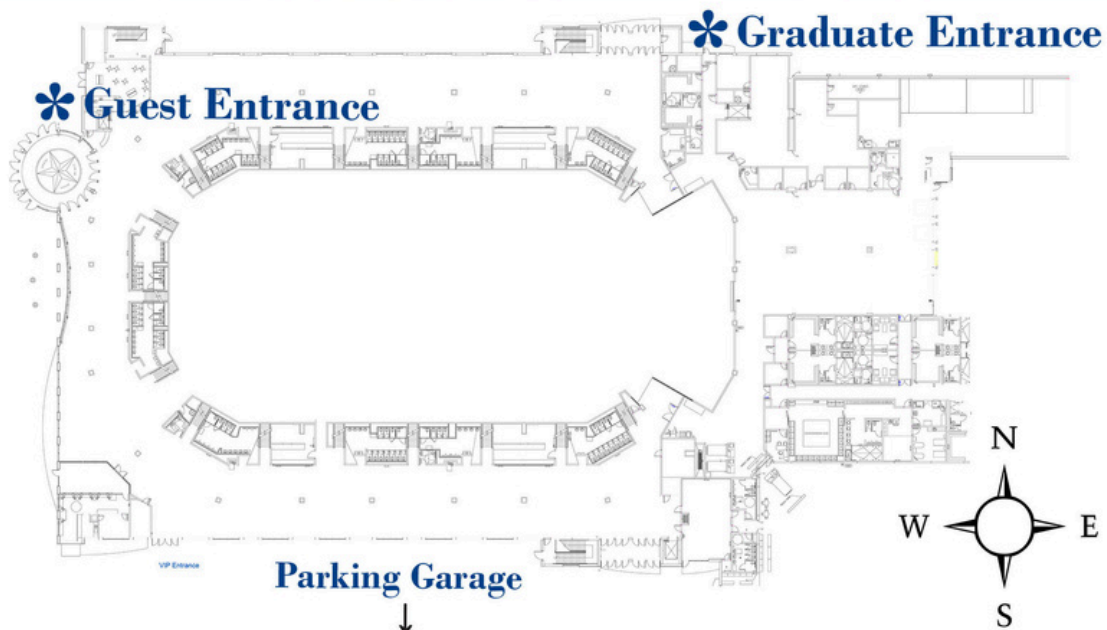 * Graduate Entrance
* Guest Entrance
N
W E
S
VIP Entrance
Parking Garage
↓